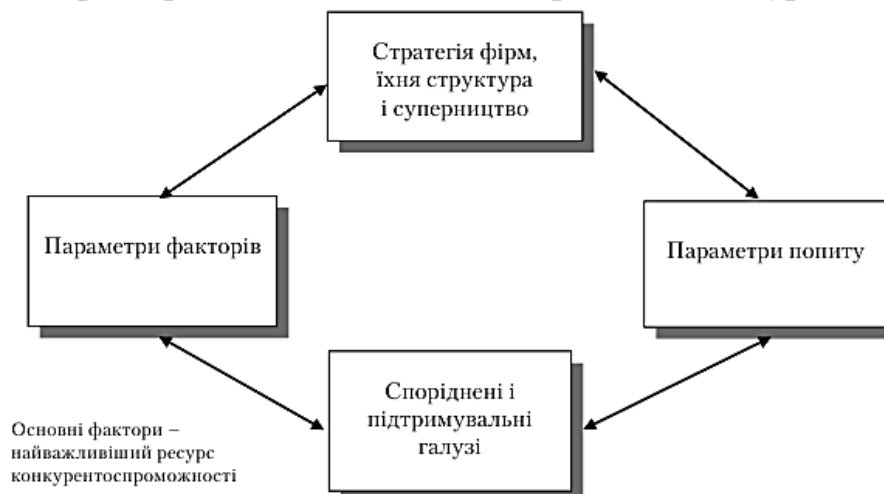 Стратегія фірм,
їхня структура
і суперництво
Параметри факторів
Параметри попиту
Споріднені і
підтримувальні
галузі
Основні фактори –
найважливіший ресурс
конкурентоспроможності